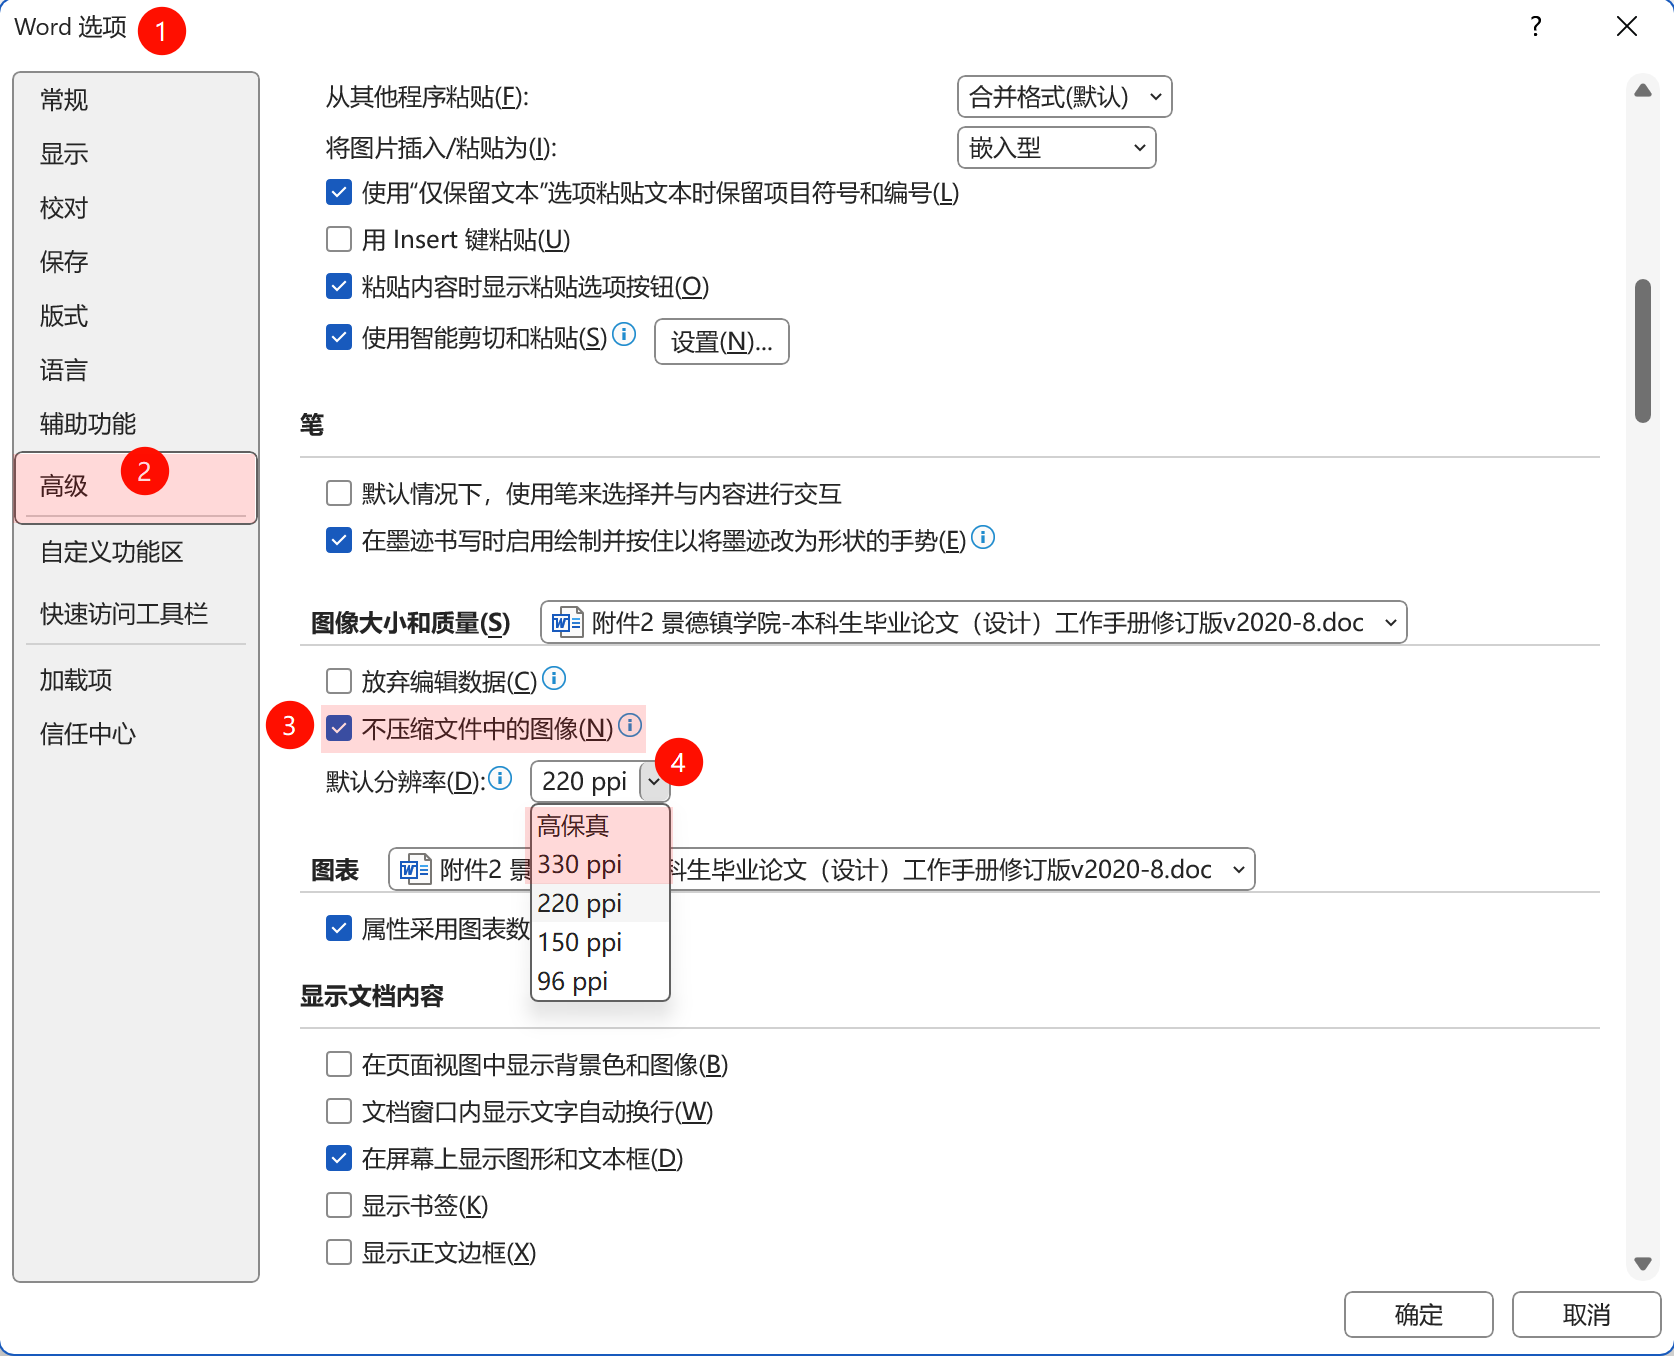 Word 选项
1
?
常规
显示
校对
保存
版式
语言
辅助功能
高级
2
自定义功能区
快速访问工具栏
加载项
信任中心
从其他程序粘贴(F): 合并格式(默认)
将图片插入/粘贴为(I): 嵌入型
使用“仅保留文本”选项粘贴文本时保留项目符号和编号(L)
用 Insert 键粘贴(U)
粘贴内容时显示粘贴选项按钮(O)
使用智能剪切和粘贴(S) 设置(N)...
笔
默认情况下，使用笔来选择并与内容进行交互
在墨迹书写时启用绘制并按住以将墨迹改为形状的手势(E)
图像大小和质量(S) 附件2 景德镇学院-本科生毕业论文（设计）工作手册修订版v2020-8.doc
放弃编辑数据(C)
3 不压缩文件中的图像(N)
默认分辨率(D): 220 ppi 4
高保真
330 ppi
220 ppi
150 ppi
96 ppi
图表 附件2 景 科生毕业论文（设计）工作手册修订版v2020-8.doc
属性采用图表数
显示文档内容
在页面视图中显示背景色和图像(B)
文档窗口内显示文字自动换行(W)
在屏幕上显示图形和文本框(D)
显示书签(K)
显示正文边框(X)
确定 取消